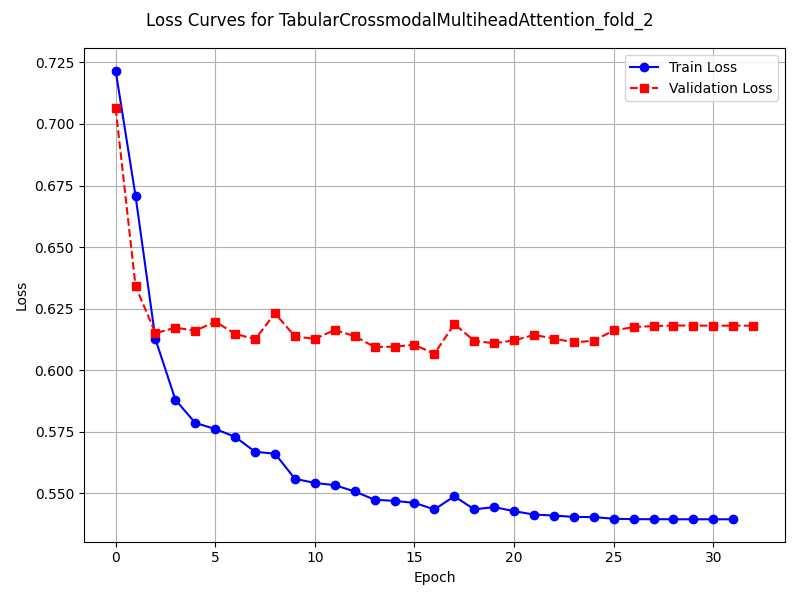 Loss Curves for TabularCrossmodalMultiheadAttention_fold_2
Train Loss
Validation Loss
0.725
0.700
0.675
0.650
0.625
0.600
0.575
0.550
Loss
0 5 10 15 20 25 30
Epoch